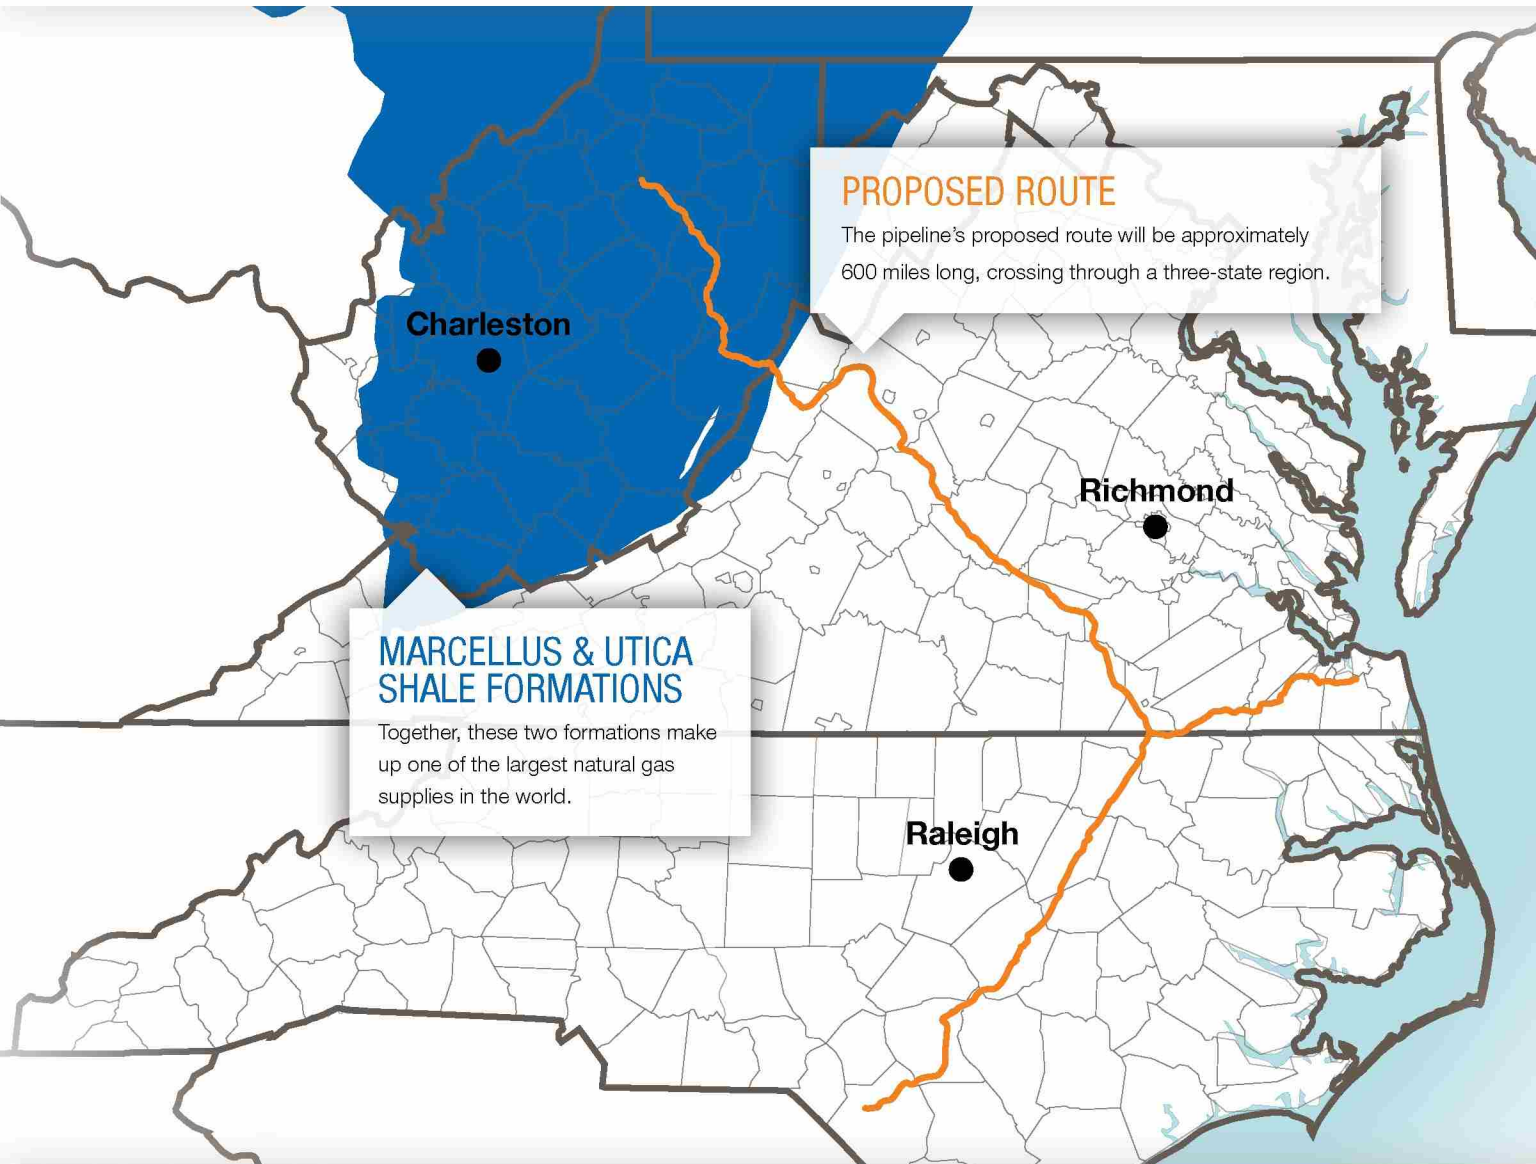 PROPOSED ROUTE
The pipeline's proposed route will be approximately
600 miles long, crossing through a three-state region.
Charleston
Richmond
MARCELLUS & UTICA
SHALE FORMATIONS
Together, these two formations make
up one of the largest natural gas
supplies in the world.
Raleigh